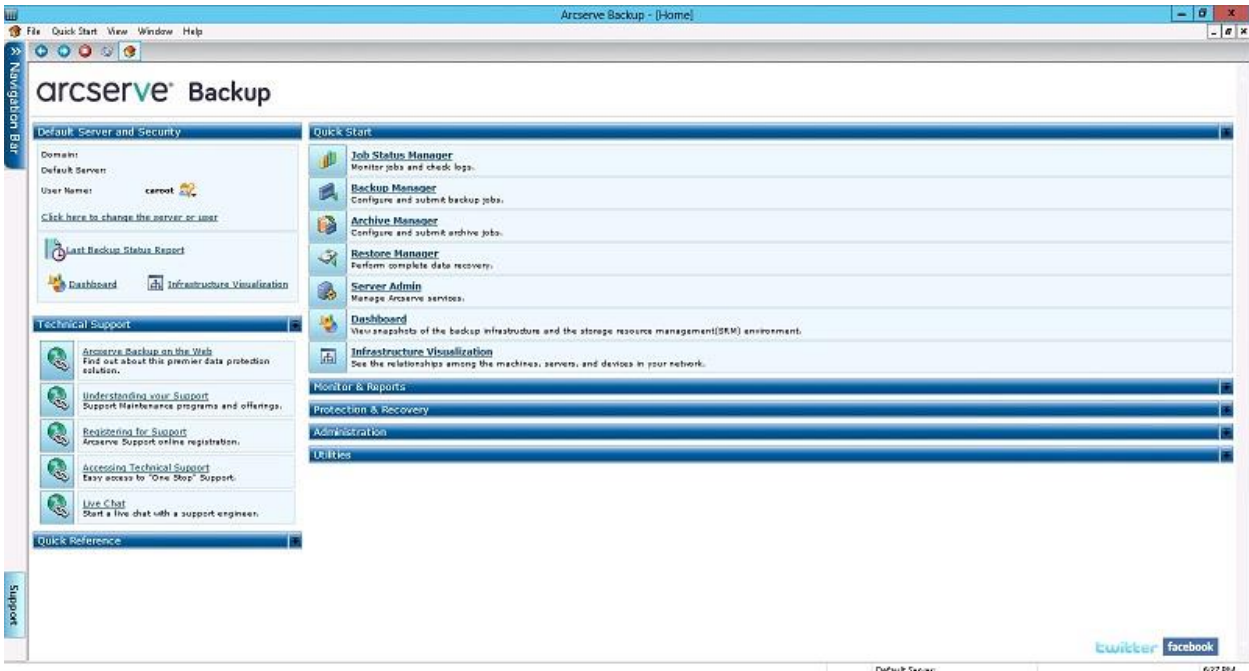 Arcserve Backup - [Home]
File Quick Start View Window Help
Navigation Bar
arcserve® Backup
Default Server and Security
Domain:
Default Server:
User Name: caroot
Click here to change the server or user
Last Backup Status Report
Dashboard Infrastructure Visualization
Technical Support
Arcserve Backup on the Web
Find out about this premier data protection
solution.
Understanding your Support
Support Maintenance programs and offerings.
Registering for Support
Arcserve Support online registration.
Accessing Technical Support
Easy access to "One Stop" Support.
Live Chat
Start a live chat with a support engineer.
Quick Reference
Quick Start
Job Status Manager
Monitor jobs and check logs.
Backup Manager
Configure and submit backup jobs.
Archive Manager
Configure and submit archive jobs.
Restore Manager
Perform complete data recovery.
Server Admin
Manage Arcserve services.
Dashboard
View snapshots of the backup infrastructure and the storage resource management(SRM) environment.
Infrastructure Visualization
See the relationships among the machines, servers, and devices in your network.
Monitor & Reports
Protection & Recovery
Administration
Utilities
Support
twitter facebook
Default Server: 6:27 PM